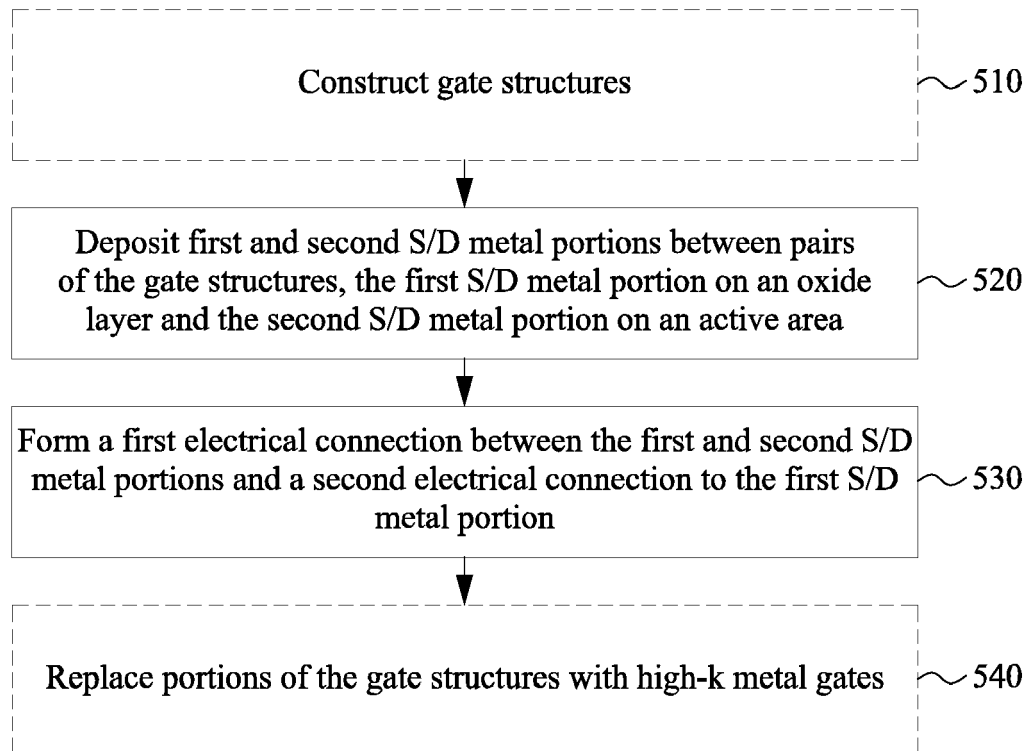 Construct gate structures
510
Deposit first and second S/D metal portions between pairs
of the gate structures, the first S/D metal portion on an oxide
layer and the second S/D metal portion on an active area
520
Form a first electrical connection between the first and second S/D
metal portions and a second electrical connection to the first S/D
metal portion
530
Replace portions of the gate structures with high-k metal gates
540